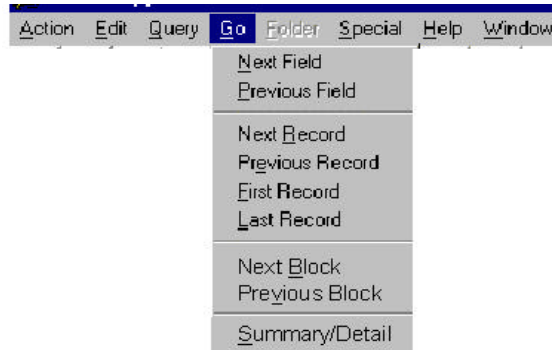 Action Edit Query Go Folder Special Help Window
Next Field
Previous Field
Next Record
Previous Record
First Record
Last Record
Next Block
Previous Block
Summary/Detail